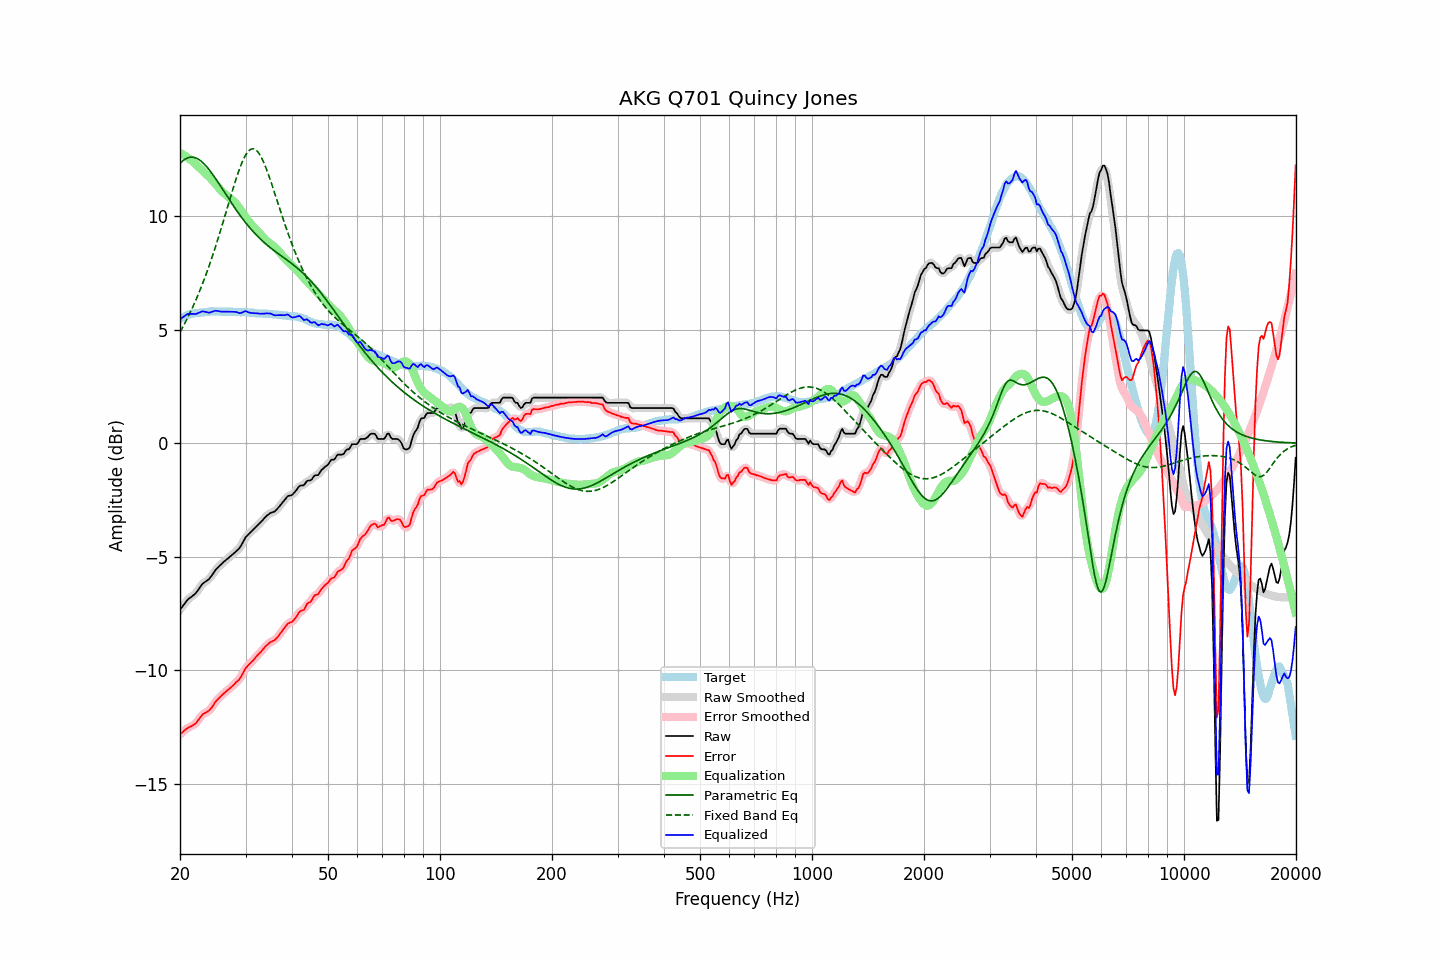 AKG Q701 Quincy Jones
Amplitude (dBr)
10
5
0
−5
−10
−15
Target
Raw Smoothed
Error Smoothed
Raw
Error
Equalization
Parametric Eq
Fixed Band Eq
Equalized
20 50 100 200 500 1000 2000 5000 10000 20000
Frequency (Hz)